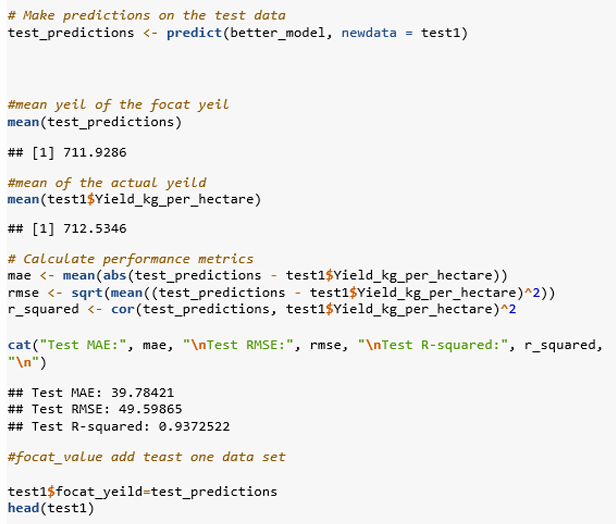 # Make predictions on the test data
test_predictions <- predict(better_model, newdata = test1)
#mean yeil of the focat yeil
mean(test_predictions)
## [1] 711.9286
#mean of the actual yeild
mean(test1$Yield_kg_per_hectare)
## [1] 712.5346
# Calculate performance metrics
mae <- mean(abs(test_predictions - test1$Yield_kg_per_hectare))
rmse <- sqrt(mean((test_predictions - test1$Yield_kg_per_hectare)^2))
r_squared <- cor(test_predictions, test1$Yield_kg_per_hectare)^2
cat("Test MAE:", mae, "\nTest RMSE:", rmse, "\nTest R-squared:", r_squared,
"\n")
## Test MAE: 39.78421
## Test RMSE: 49.59865
## Test R-squared: 0.9372522
#focat_value add teast one data set
test1$focat_yeild=test_predictions
head(test1)